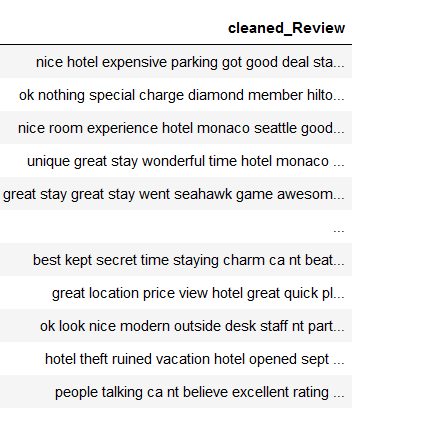 cleaned_Review
nice hotel expensive parking got good deal sta...
ok nothing special charge diamond member hilto...
nice room experience hotel monaco seattle good...
unique great stay wonderful time hotel monaco ...
great stay great stay went seahawk game awesom...
...
best kept secret time staying charm ca nt beat...
great location price view hotel great quick pl...
ok look nice modern outside desk staff nt part...
hotel theft ruined vacation hotel opened sept ...
people talking ca nt believe excellent rating ...